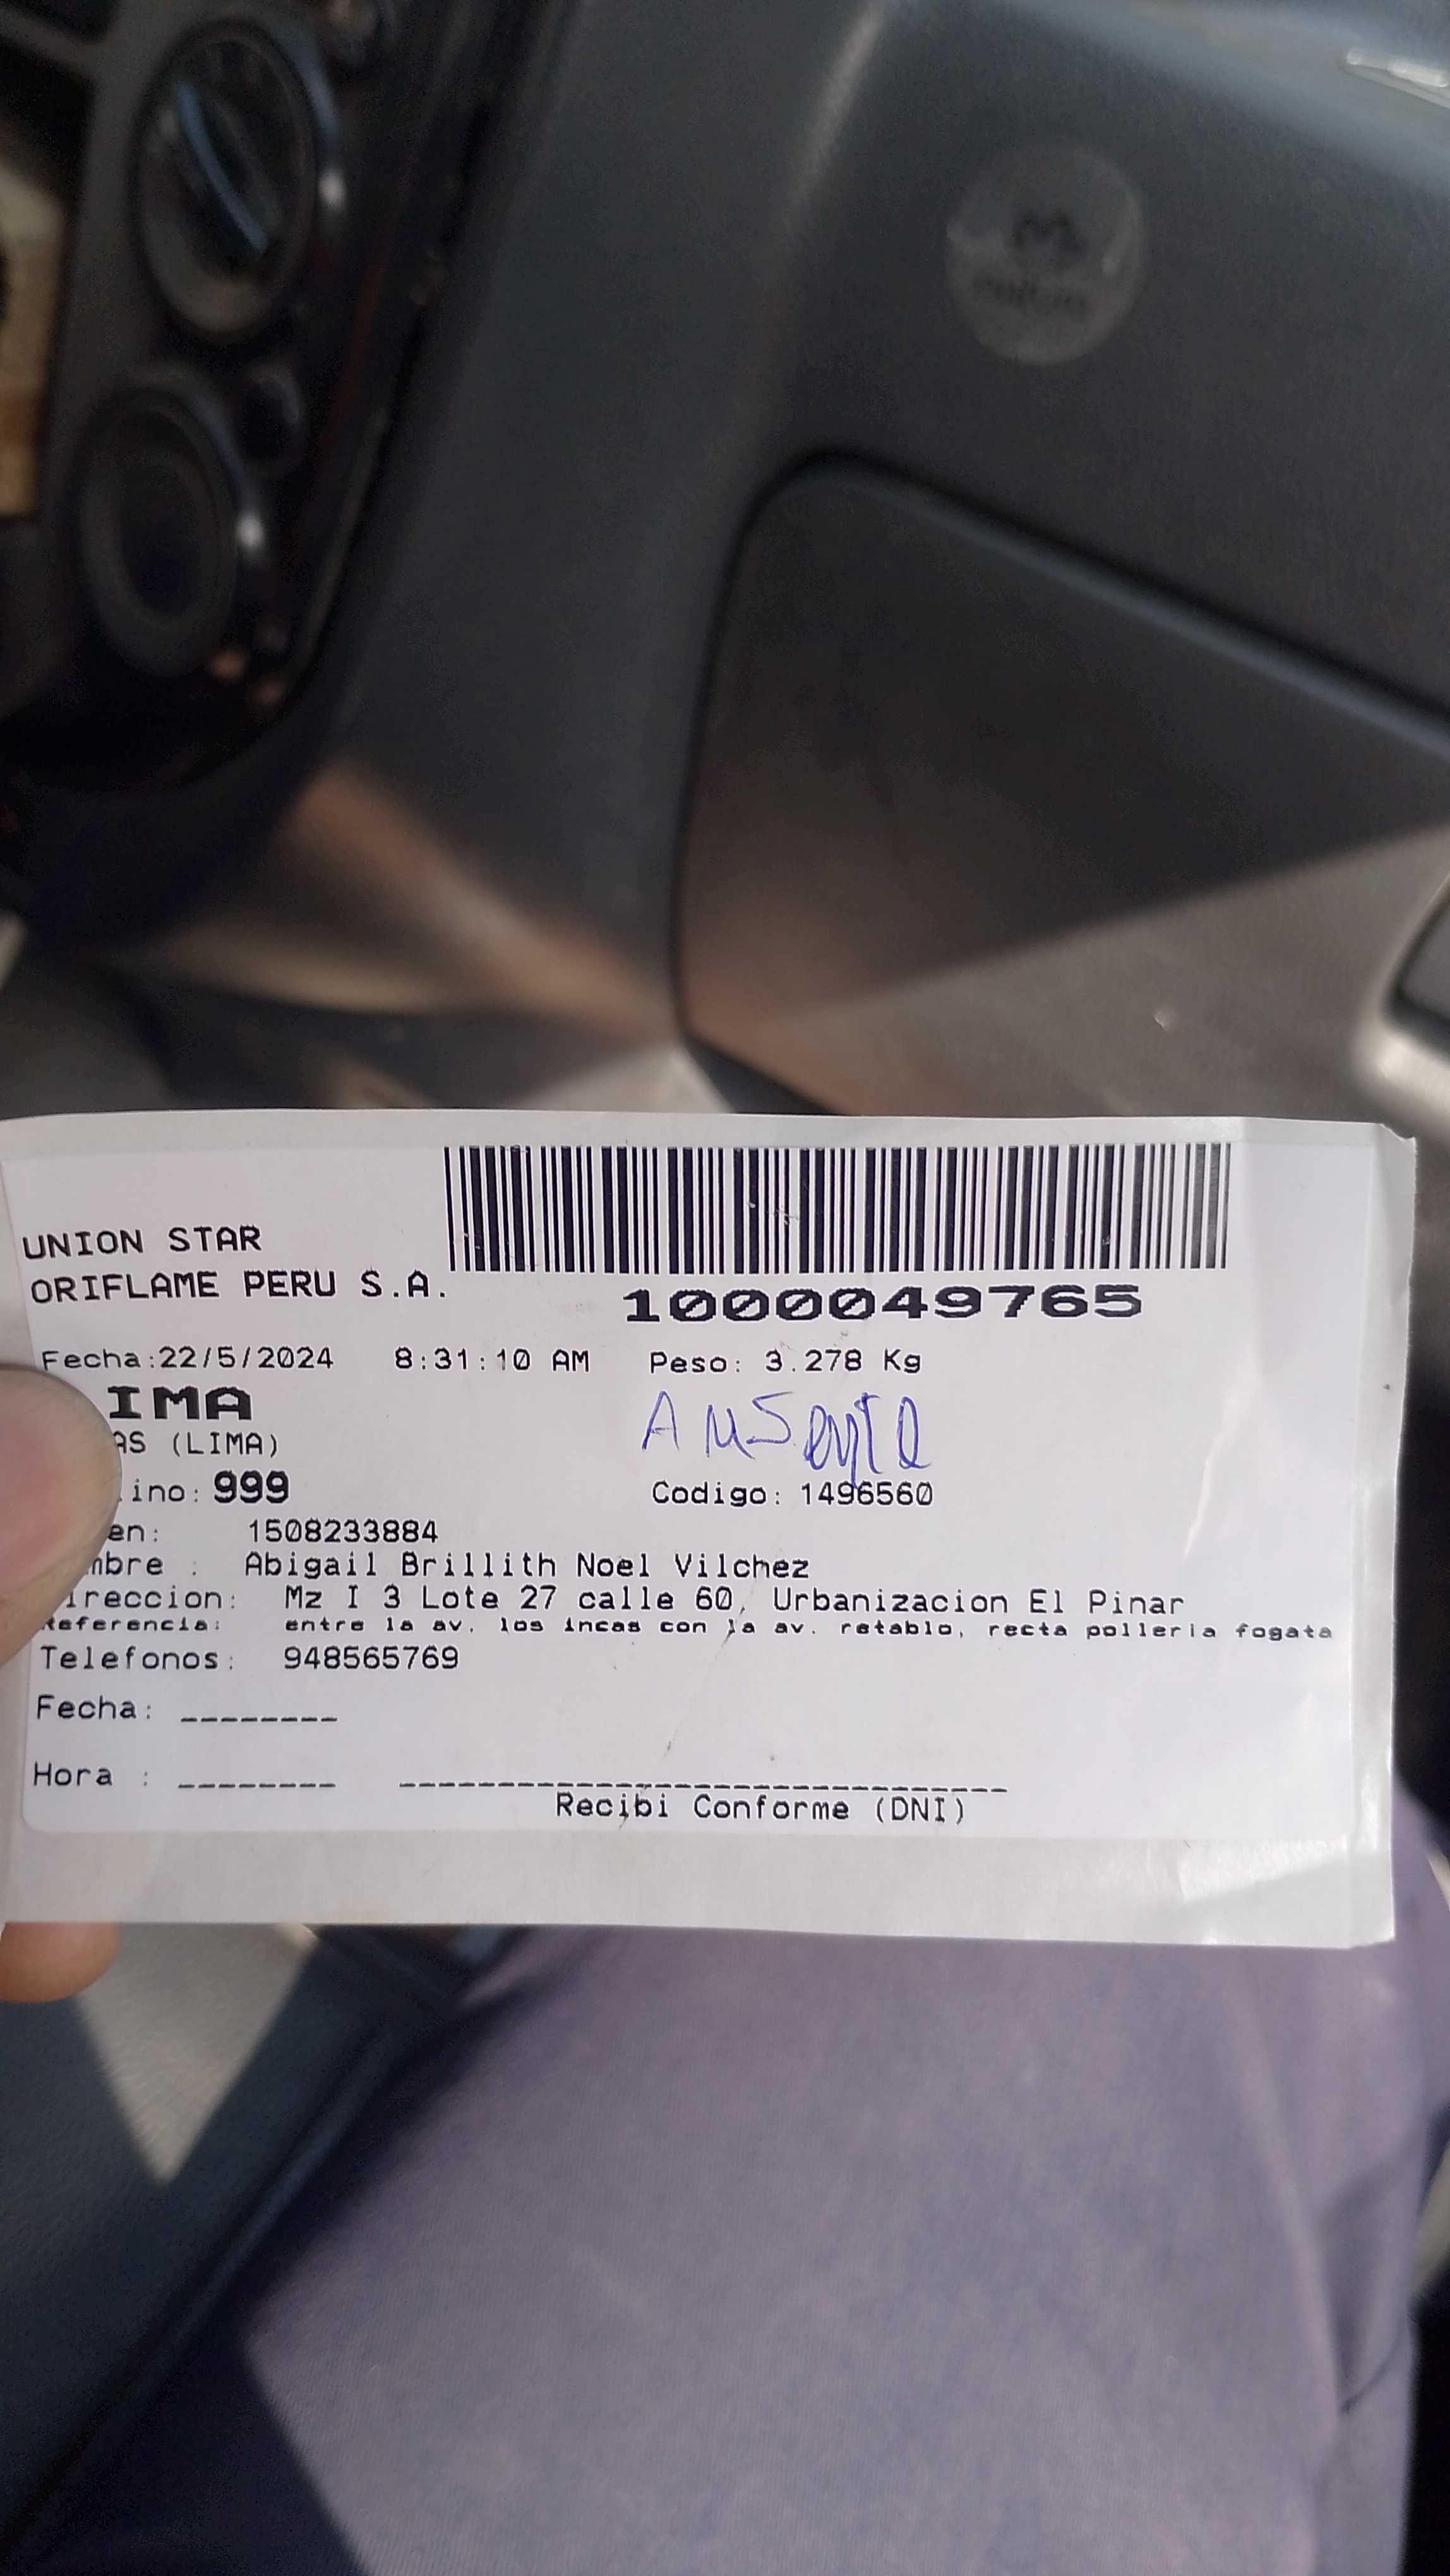 UNION STAR
ORIFLAME PERU S.A.
1000049765
Fecha:22/5/2024 8:31:10 AM Peso: 3.278 Kg
IMA
AS (LIMA)
AUSENTE
ino: 999 Codigo: 1496560
en: 1508233884
mbre : Abigail Brillith Noel Vilchez
ireccion: Mz I 3 Lote 27 calle 60, Urbanizacion El Pinar
Referencia: entre la av. los incas con la av. retablo, recta polleria fogata
Telefonos: 948565769
Fecha: ________
Hora : ________
Recibi Conforme (DNI)